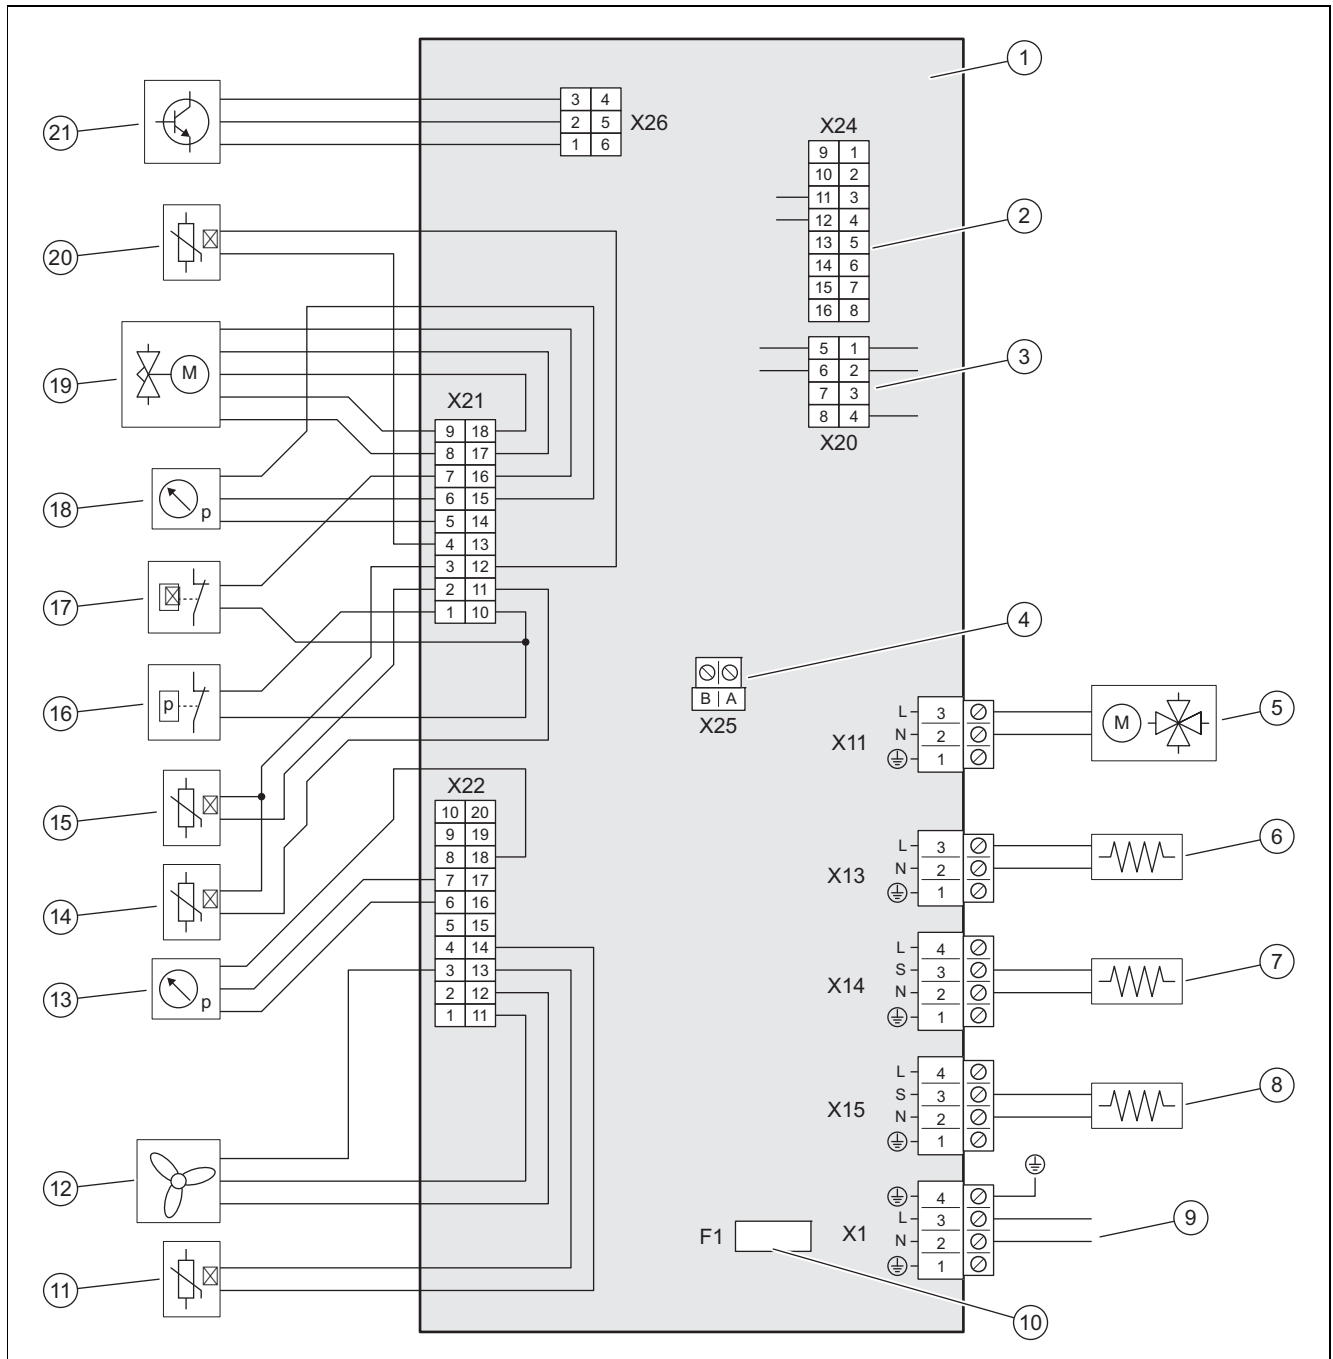 1
21
3 4
2 5
1 6
X26
X24
9 1
10 2
11 3
12 4
13 5
14 6
15 7
16 8
2
20
5 1
6 2
7 3
8 4
X20
3
19
M
X21
9 18
8 17
7 16
6 15
5 14
4 13
3 12
2 11
1 10
18
p
17
16
p
4
B A
X25
X11
L 3
N 2
1
M
5
15
X22
10 20
9 19
8 18
7 17
6 16
5 15
4 14
3 13
2 12
1 11
X13
L 3
N 2
1
6
14
13
p
X14
L 4
S 3
N 2
1
7
X15
L 4
S 3
N 2
1
8
12
F1
X1
4
L 3
N 2
1
9
11
10